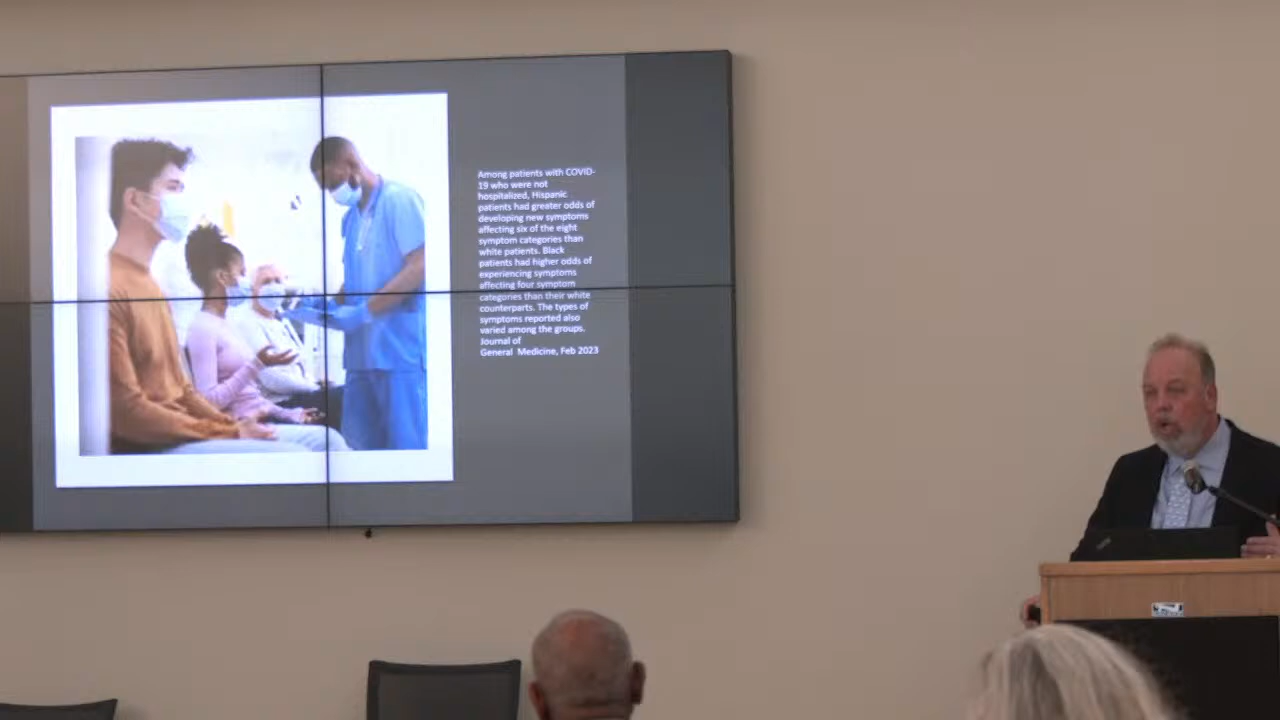 Among patients with COVID-
19 who were not
hospitalized, Hispanic
patients had greater odds of
developing new symptoms
affecting six of the eight
symptom categories than
white patients. Black
patients had higher odds of
experiencing symptoms
affecting four symptom
categories than their white
counterparts. The types of
symptoms reported also
varied among the groups.
Journal of
General Medicine, Feb 2023